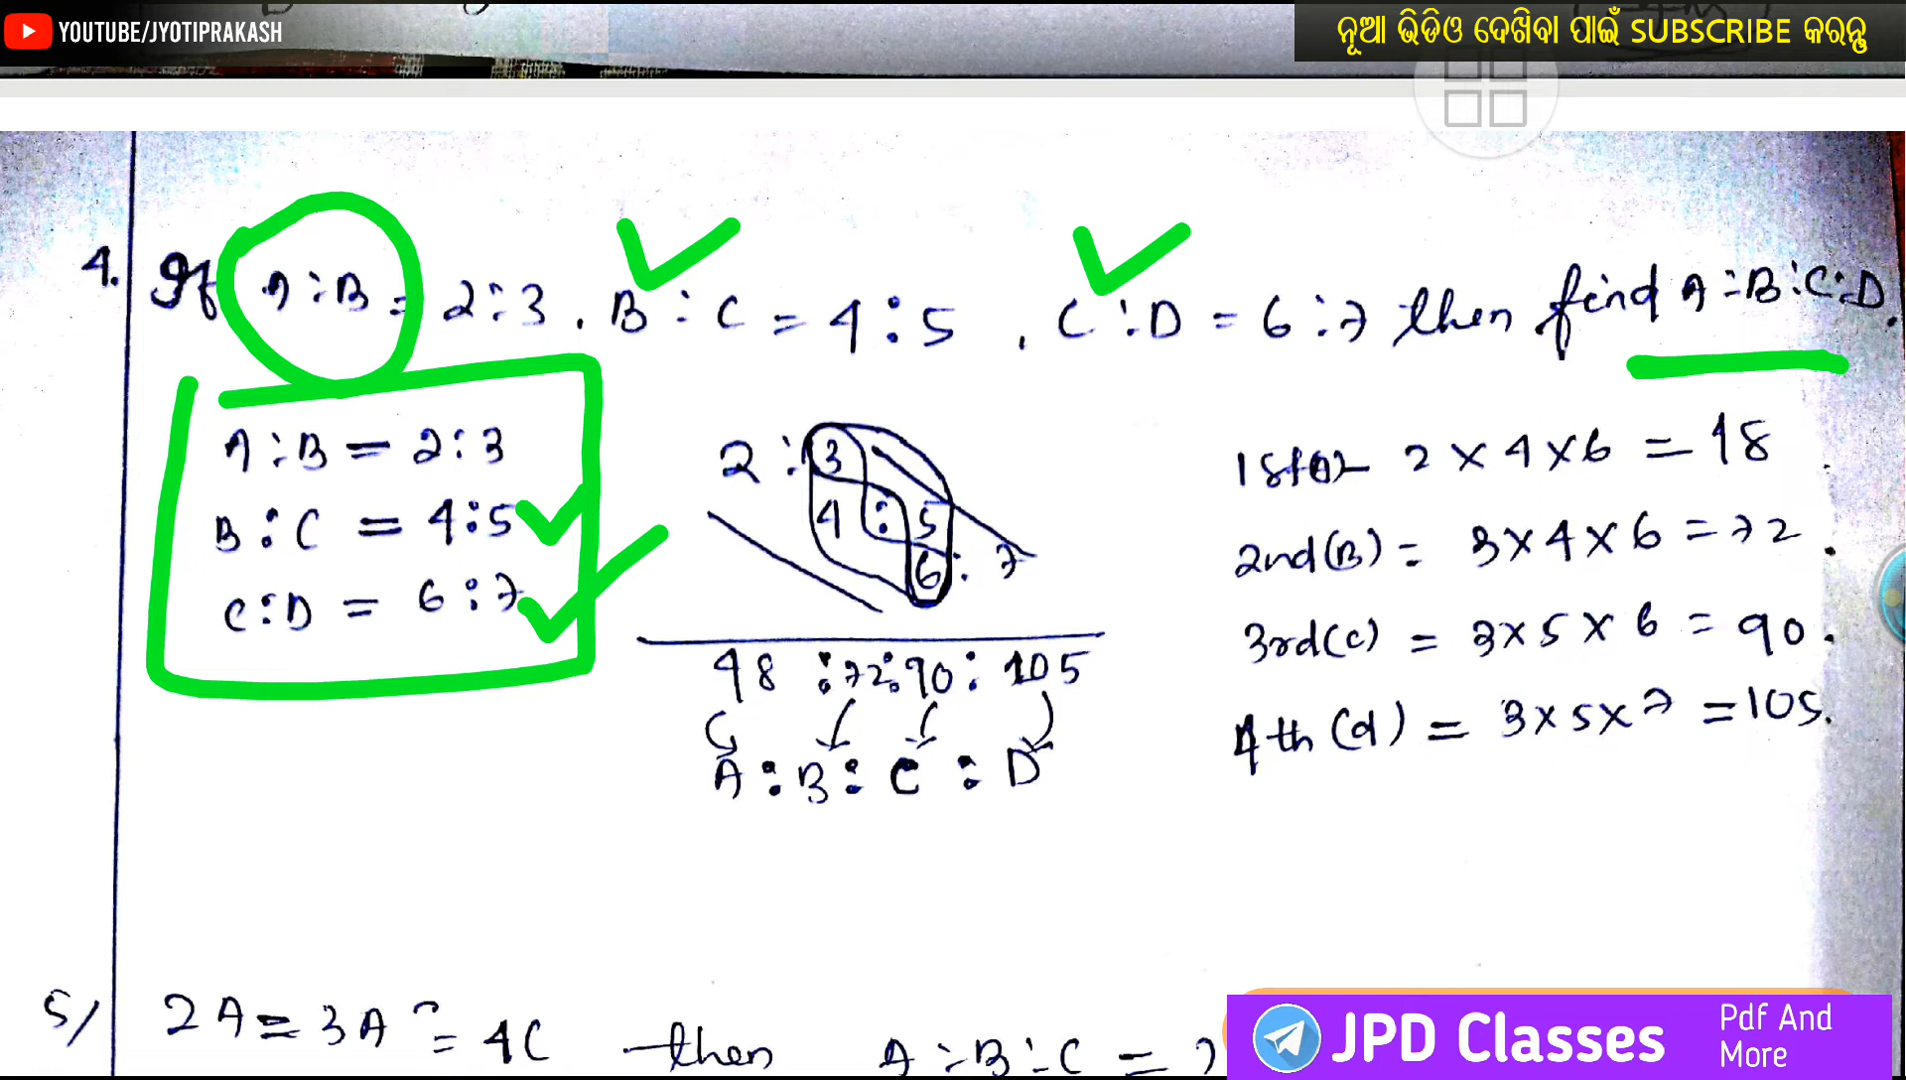 YOUTUBE/JYOTIPRAKASH
ନୂଆ ଭିଡିଓ ଦେଖିବା ପାଇଁ SUBSCRIBE କରନ୍ତୁ
4. If A:B = 2:3, B:C = 4:5, C:D = 6:7 then find A:B:C:D.
A:B = 2:3
B:C = 4:5
C:D = 6:7
2:3
4:5
6:7
48:72:90:105
A:B:C:D
2×4×6 = 48
2nd(B) = 3×4×6 = 72.
3rd(c) = 3×5×6 = 90.
4th(d) = 3×5×7 = 105.
5/ 2A = 3A = 4C then A:B:C = ?
JPD Classes
Pdf And
More